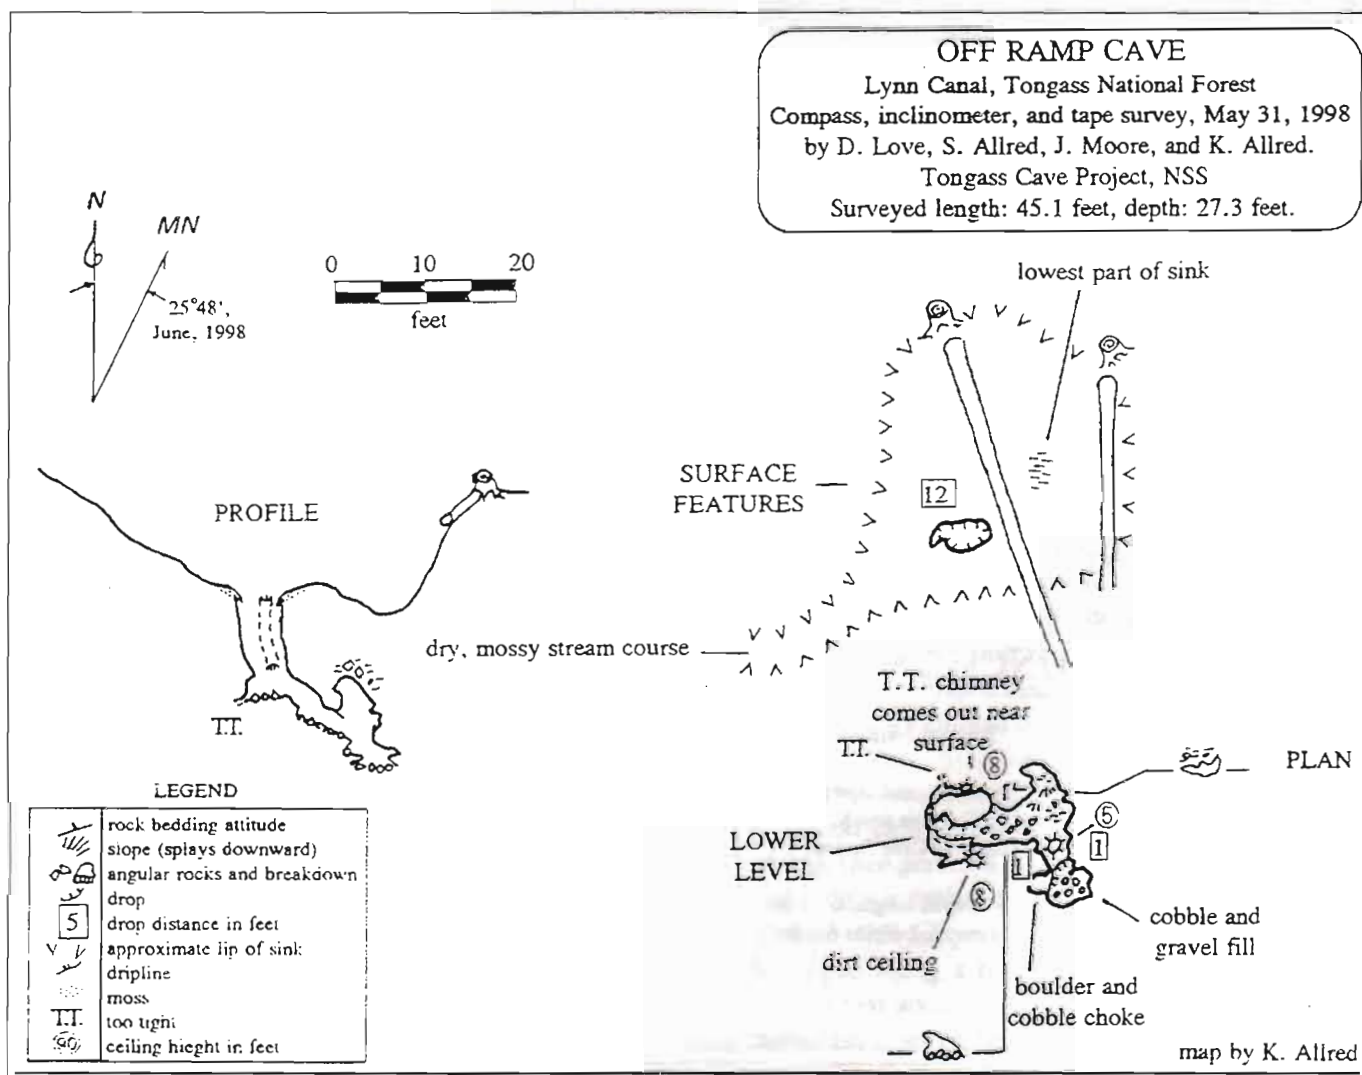 OFF RAMP CAVE
Lynn Canal, Tongass National Forest
Compass, inclinometer, and tape survey, May 31, 1998
by D. Love, S. Allred, J. Moore, and K. Allred.
Tongass Cave Project, NSS
Surveyed length: 45.1 feet, depth: 27.3 feet.
N
MN
25°48',
June, 1998
0 10 20
feet
lowest part of sink
SURFACE
FEATURES
12
PROFILE
dry, mossy stream course
T.T.
T.T. chimney
comes out near
surface
T.T.
8
PLAN
5
1
LOWER
LEVEL
1
8
dirt ceiling
cobble and
gravel fill
boulder and
cobble choke
LEGEND
rock bedding attitude
slope (splays downward)
angular rocks and breakdown
drop
5 drop distance in feet
approximate lip of sink
dripline
moss
T.T. too tight
ceiling hieght in feet
map by K. Allred